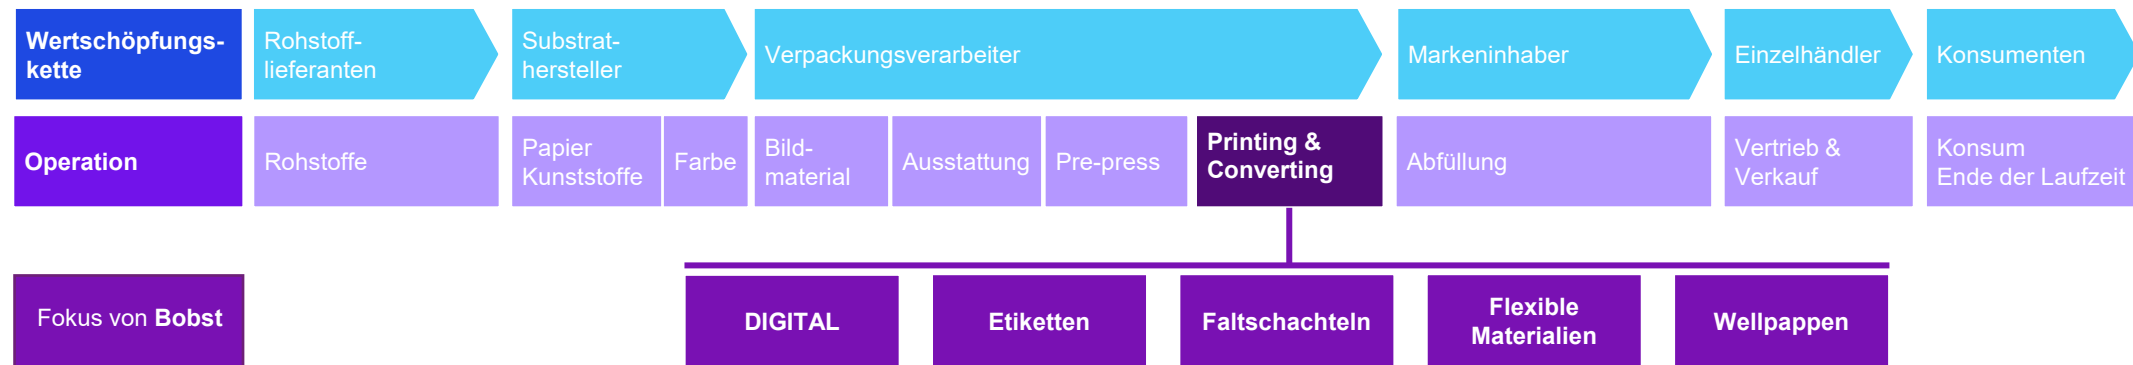 Wertschöpfungs-
kette
Rohstoff-
lieferanten
Substrat-
hersteller
Verpackungsverarbeiter
Markeninhaber
Einzelhändler
Konsumenten
Operation
Rohstoffe
Papier
Kunststoffe
Farbe
Bild-
material
Ausstattung
Pre-press
Printing &
Converting
Abfüllung
Vertrieb &
Verkauf
Konsum
Ende der Laufzeit
Fokus von Bobst
DIGITAL
Etiketten
Faltschachteln
Flexible
Materialien
Wellpappen